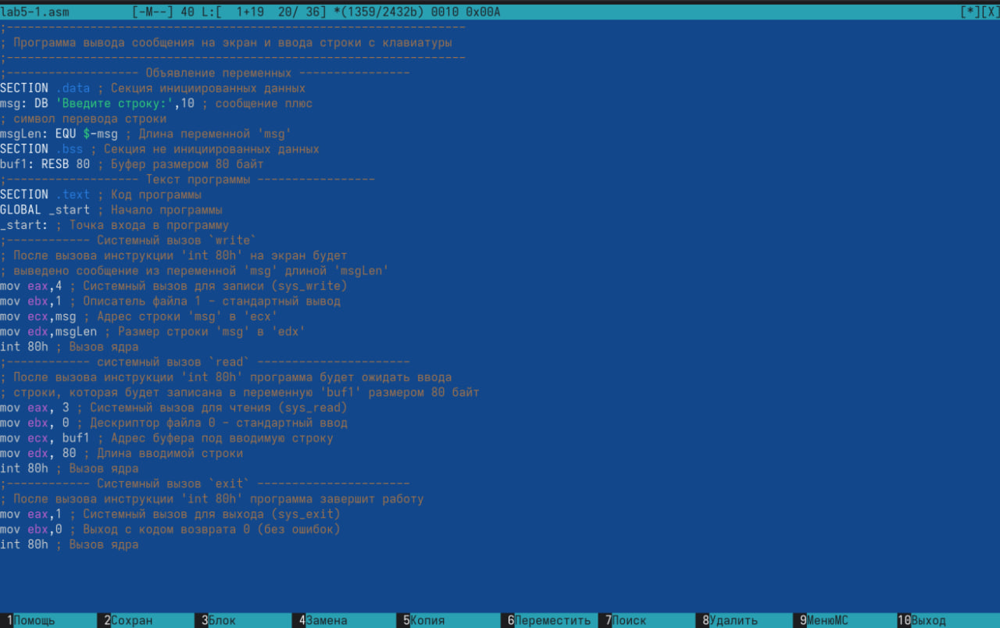 lab5-1.asm [-M--] 40 L:[ 1+19 20/ 36] *(1359/2432b) 0010 0x00A [*][X]
;------------------------------------------------------------------
; Программа вывода сообщения на экран и ввода строки с клавиатуры
;------------------------------------------------------------------
;------------------- Объявление переменных ----------------
SECTION .data ; Секция инициированных данных
msg: DB 'Введите строку:',10 ; сообщение плюс
; символ перевода строки
msgLen: EQU $-msg ; Длина переменной 'msg'
SECTION .bss ; Секция не инициированных данных
buf1: RESB 80 ; Буфер размером 80 байт
;------------------- Текст программы -----------------
SECTION .text ; Код программы
GLOBAL _start ; Начало программы
_start: ; Точка входа в программу
;------------ Системный вызов `write`
; После вызова инструкции 'int 80h' на экран будет
; выведено сообщение из переменной 'msg' длиной 'msgLen'
mov eax,4 ; Системный вызов для записи (sys_write)
mov ebx,1 ; Описатель файла 1 - стандартный вывод
mov ecx,msg ; Адрес строки 'msg' в 'ecx'
mov edx,msgLen ; Размер строки 'msg' в 'edx'
int 80h ; Вызов ядра
;------------ системный вызов `read` ----------------------
; После вызова инструкции 'int 80h' программа будет ожидать ввода
; строки, которая будет записана в переменную 'buf1' размером 80 байт
mov eax, 3 ; Системный вызов для чтения (sys_read)
mov ebx, 0 ; Дескриптор файла 0 - стандартный ввод
mov ecx, buf1 ; Адрес буфера под вводимую строку
mov edx, 80 ; Длина вводимой строки
int 80h ; Вызов ядра
;------------ Системный вызов `exit` ----------------------
; После вызова инструкции 'int 80h' программа завершит работу
mov eax,1 ; Системный вызов для выхода (sys_exit)
mov ebx,0 ; Выход с кодом возврата 0 (без ошибок)
int 80h ; Вызов ядра
1Помощь 2Сохран 3Блок 4Замена 5Копия 6Переместить 7Поиск 8Удалить 9МенюMC 10Выход